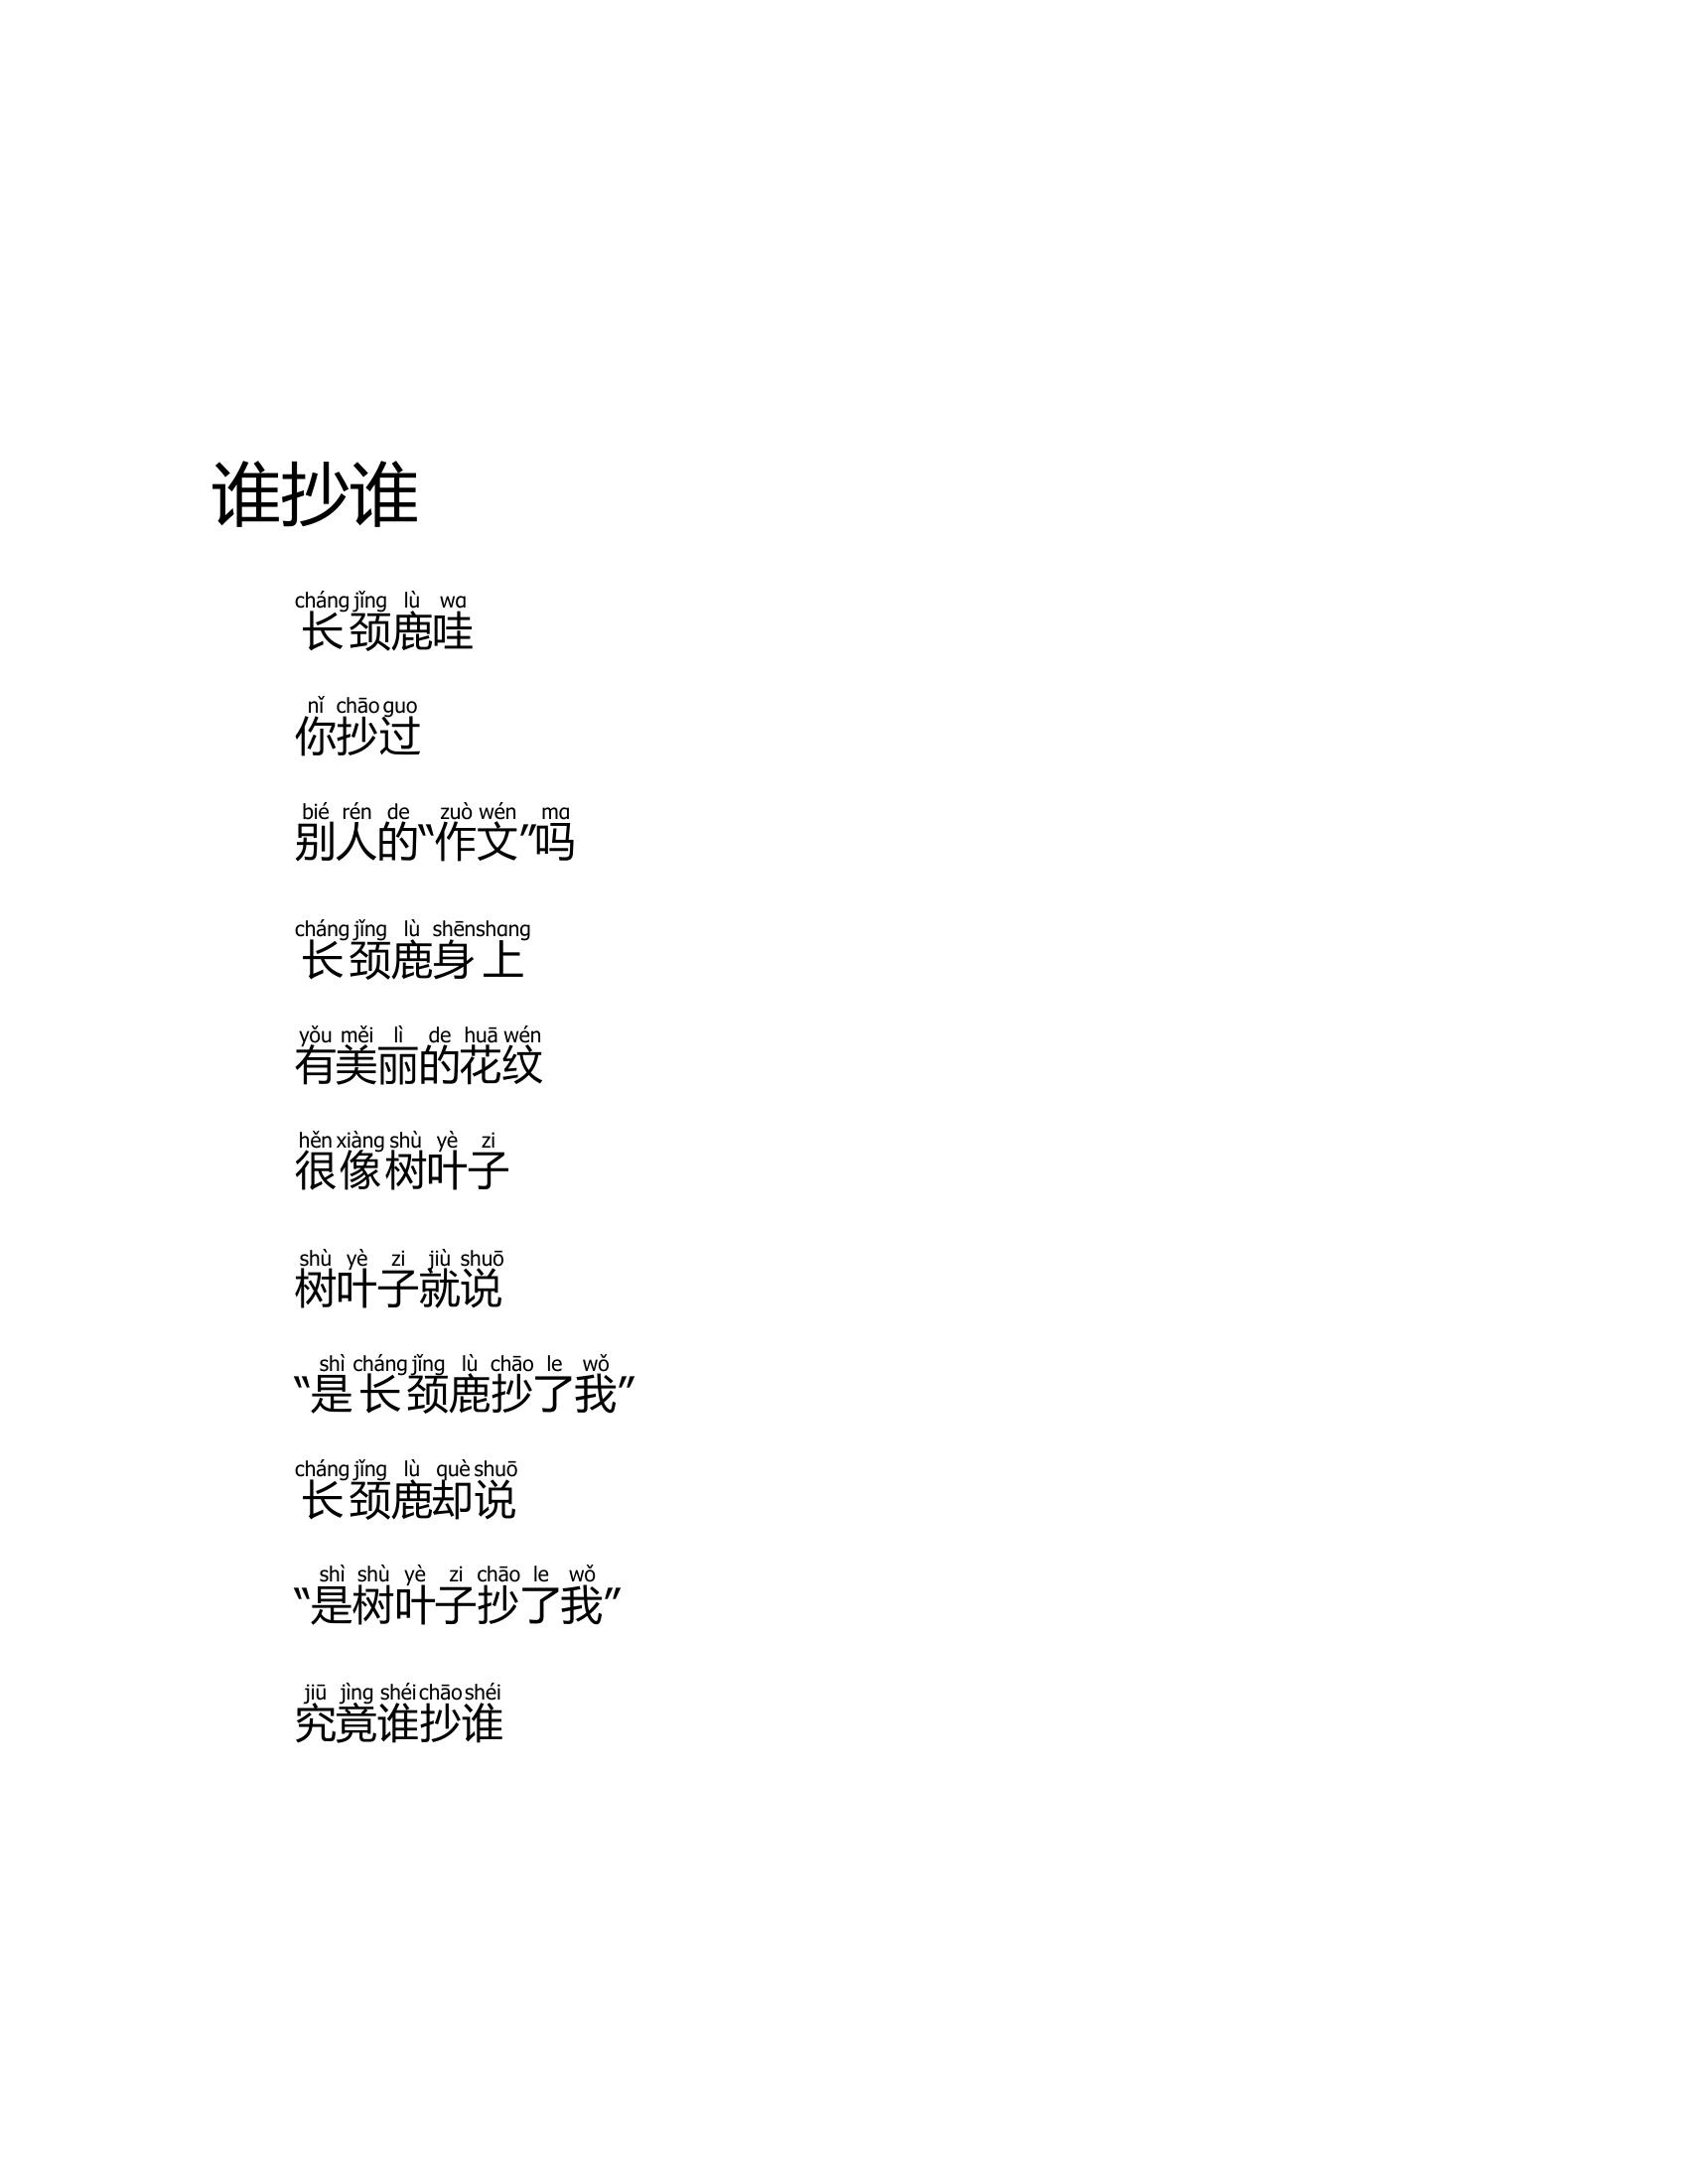 谁抄谁
cháng jǐng lù wa
长颈鹿哇
nǐ chāo guo
你抄过
bié rén de zuò wén ma
别人的“作文”吗
cháng jǐng lù shēn shang
长颈鹿身上
yǒu měi lì de huā wén
有美丽的花纹
hěn xiàng shù yè zi
很像树叶子
shù yè zi jiù shuō
树叶子就说
shì cháng jǐng lù chāo le wǒ
“是长颈鹿抄了我”
cháng jǐng lù què shuō
长颈鹿却说
shì shù yè zi chāo le wǒ
“是树叶子抄了我”
jiū jìng shéi chāo shéi
究竟谁抄谁